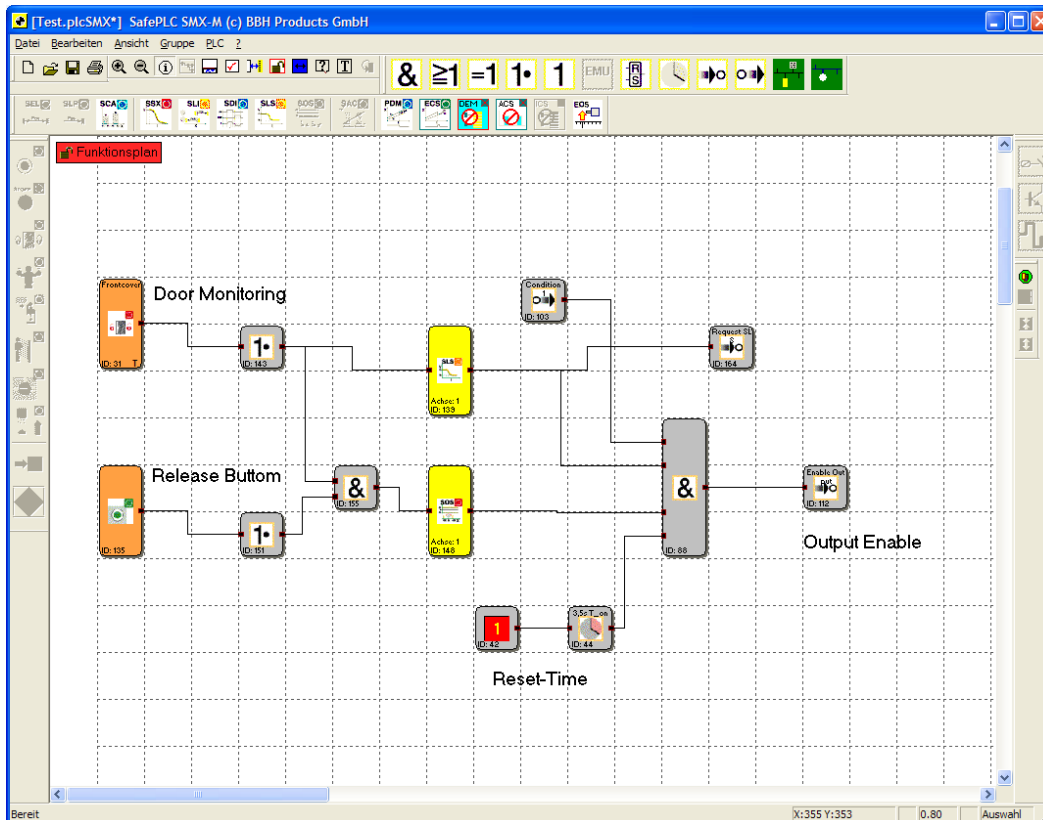 [Test.plcSMX*] SafePLC SMX-M (c) BBH Products GmbH
Datei Bearbeiten Ansicht Gruppe PLC ?
& ≧1 =1 1• 1 EMU R S
SEL SLP SCA SSX SLI SDI SLS SOS SAC PDM ECS DEM ACS ICS EOS
Funktionsplan
Frontcover
ID: 31 T
Door Monitoring
1•
ID: 143
Condition
1
ID: 103
SLS
Achse: 1
ID: 139
Request SL
S
ID: 164
Release Buttom
ID: 135
1•
ID: 151
&
ID: 155
SOS
Achse: 1
ID: 148
&
ID: 88
Enable Out
put
ID: 112
Output Enable
1
ID: 42
3,5s T_on
ID: 44
Reset-Time
Bereit
X:355 Y:353
0.80
Auswahl